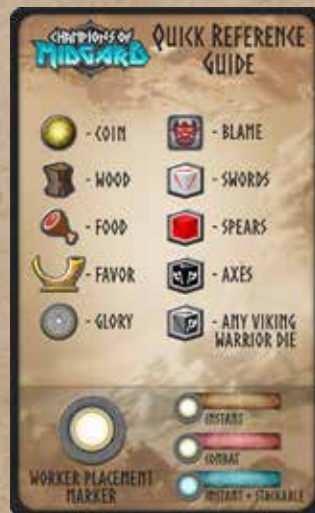 CHAMPIONS OF
MIDGARD
QUICK REFERENCE
GUIDE
- COIN
- WOOD
- FOOD
- FAVOR
- GLORY
- BLAME
- SWORDS
- SPEARS
- AXES
- ANY VIKING
WARRIOR DIE
WORKER PLACEMENT
MARKER
INSTANT
COMBAT
INSTANT + STACKABLE